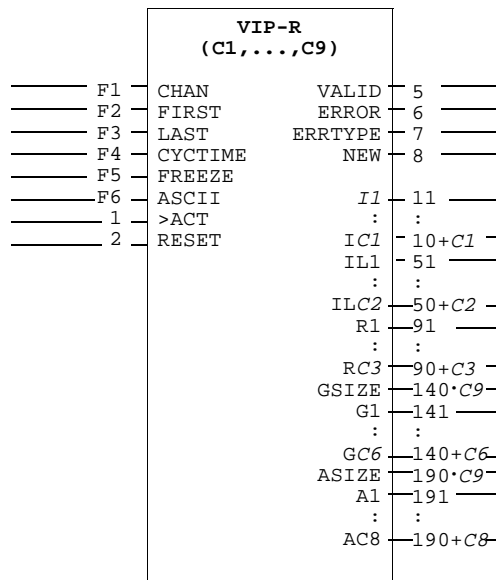 VIP-R
(C1,...,C9)
F1 CHAN VALID 5
F2 FIRST ERROR 6
F3 LAST ERRTYPE 7
F4 CYCTIME NEW 8
F5 FREEZE
F6 ASCII I1 11
1 >ACT : :
2 RESET IC1 10+C1
IL1 51
: :
ILC2 50+C2
R1 91
: :
RC3 90+C3
GSIZE 140·C9
G1 141
: :
GC6 140+C6
ASIZE 190·C9
A1 191
: :
AC8 190+C8